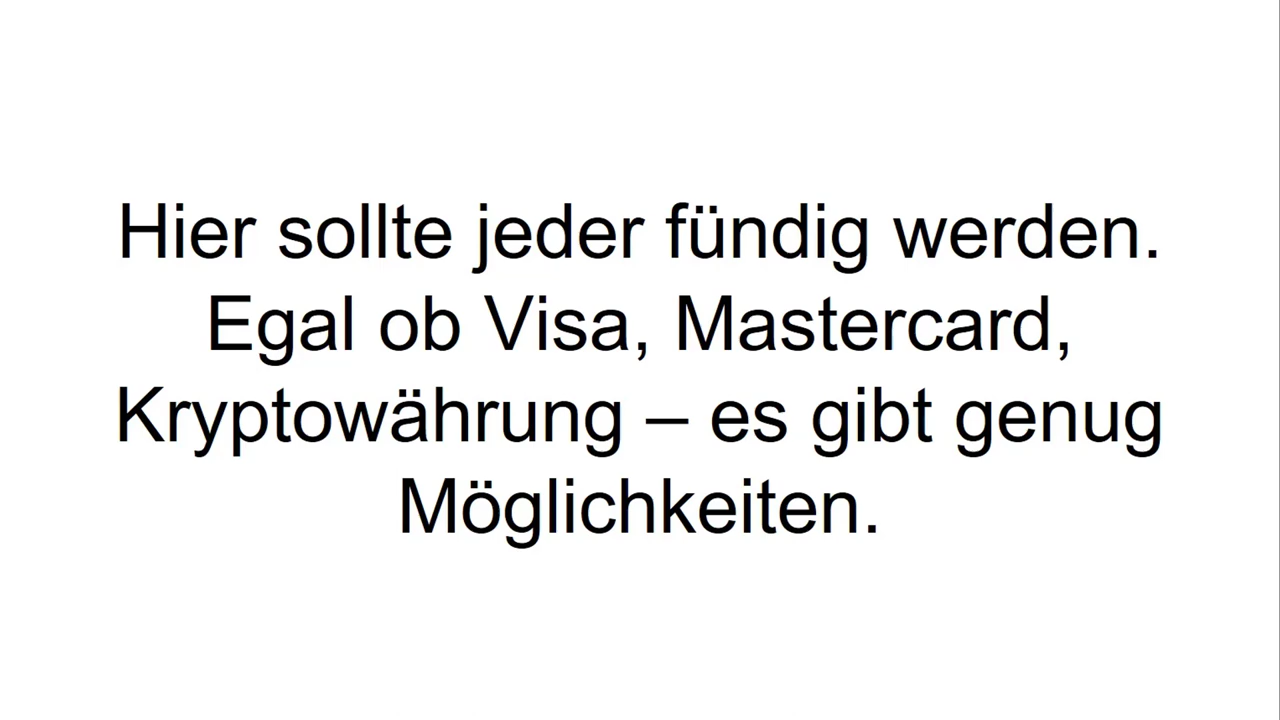 Hier sollte jeder fündig werden.
Egal ob Visa, Mastercard,
Kryptowährung – es gibt genug
Möglichkeiten.